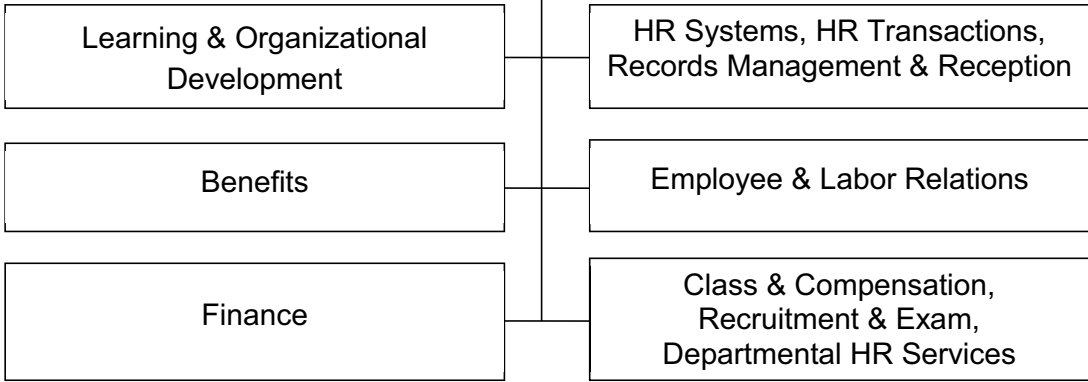 Learning & Organizational
Development
HR Systems, HR Transactions,
Records Management & Reception
Benefits
Employee & Labor Relations
Finance
Class & Compensation,
Recruitment & Exam,
Departmental HR Services